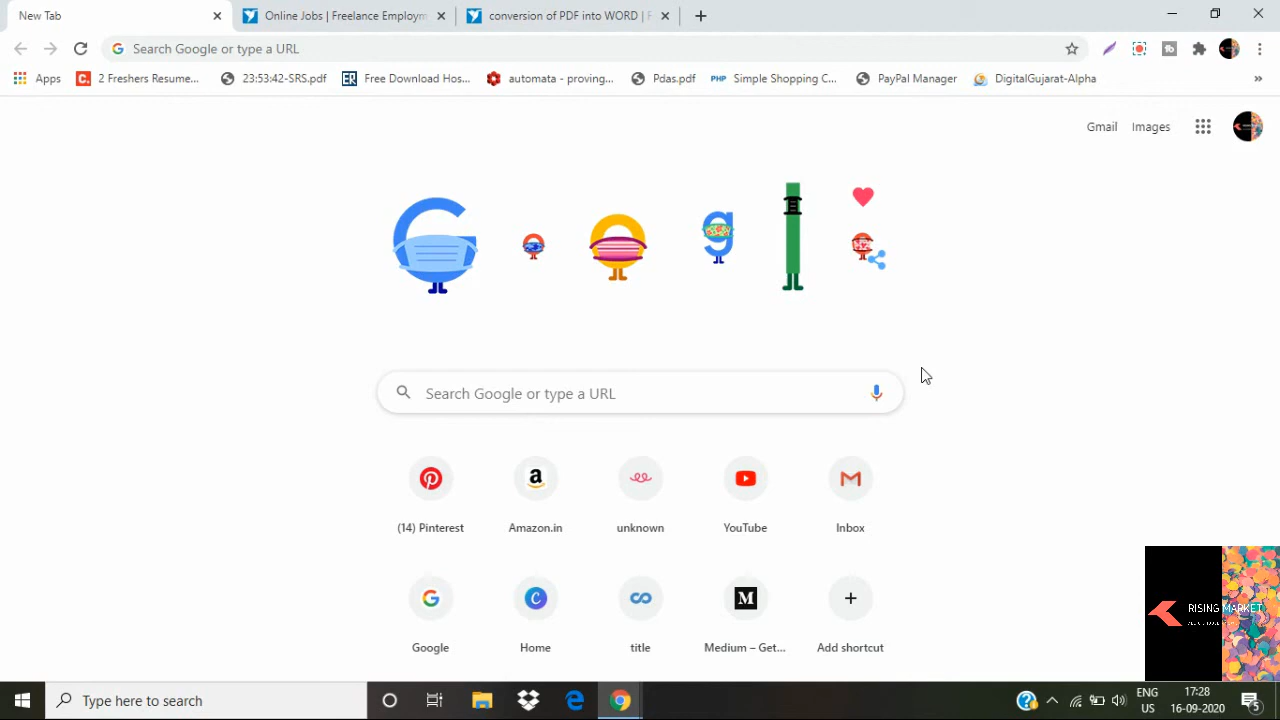 New Tab
Online Jobs | Freelance Employm
conversion of PDF into WORD | F
Search Google or type a URL
Apps
2 Freshers Resume...
23:53:42-SRS.pdf
ER
Free Download Hos...
automata - proving...
Pdas.pdf
PHP
Simple Shopping C...
PayPal Manager
DigitalGujarat-Alpha
Gmail
Images
Search Google or type a URL
(14) Pinterest
Amazon.in
unknown
YouTube
Inbox
Google
Home
title
Medium – Get...
Add shortcut
RISING MARKET
Type here to search
ENG
US
17:28
16-09-2020
5